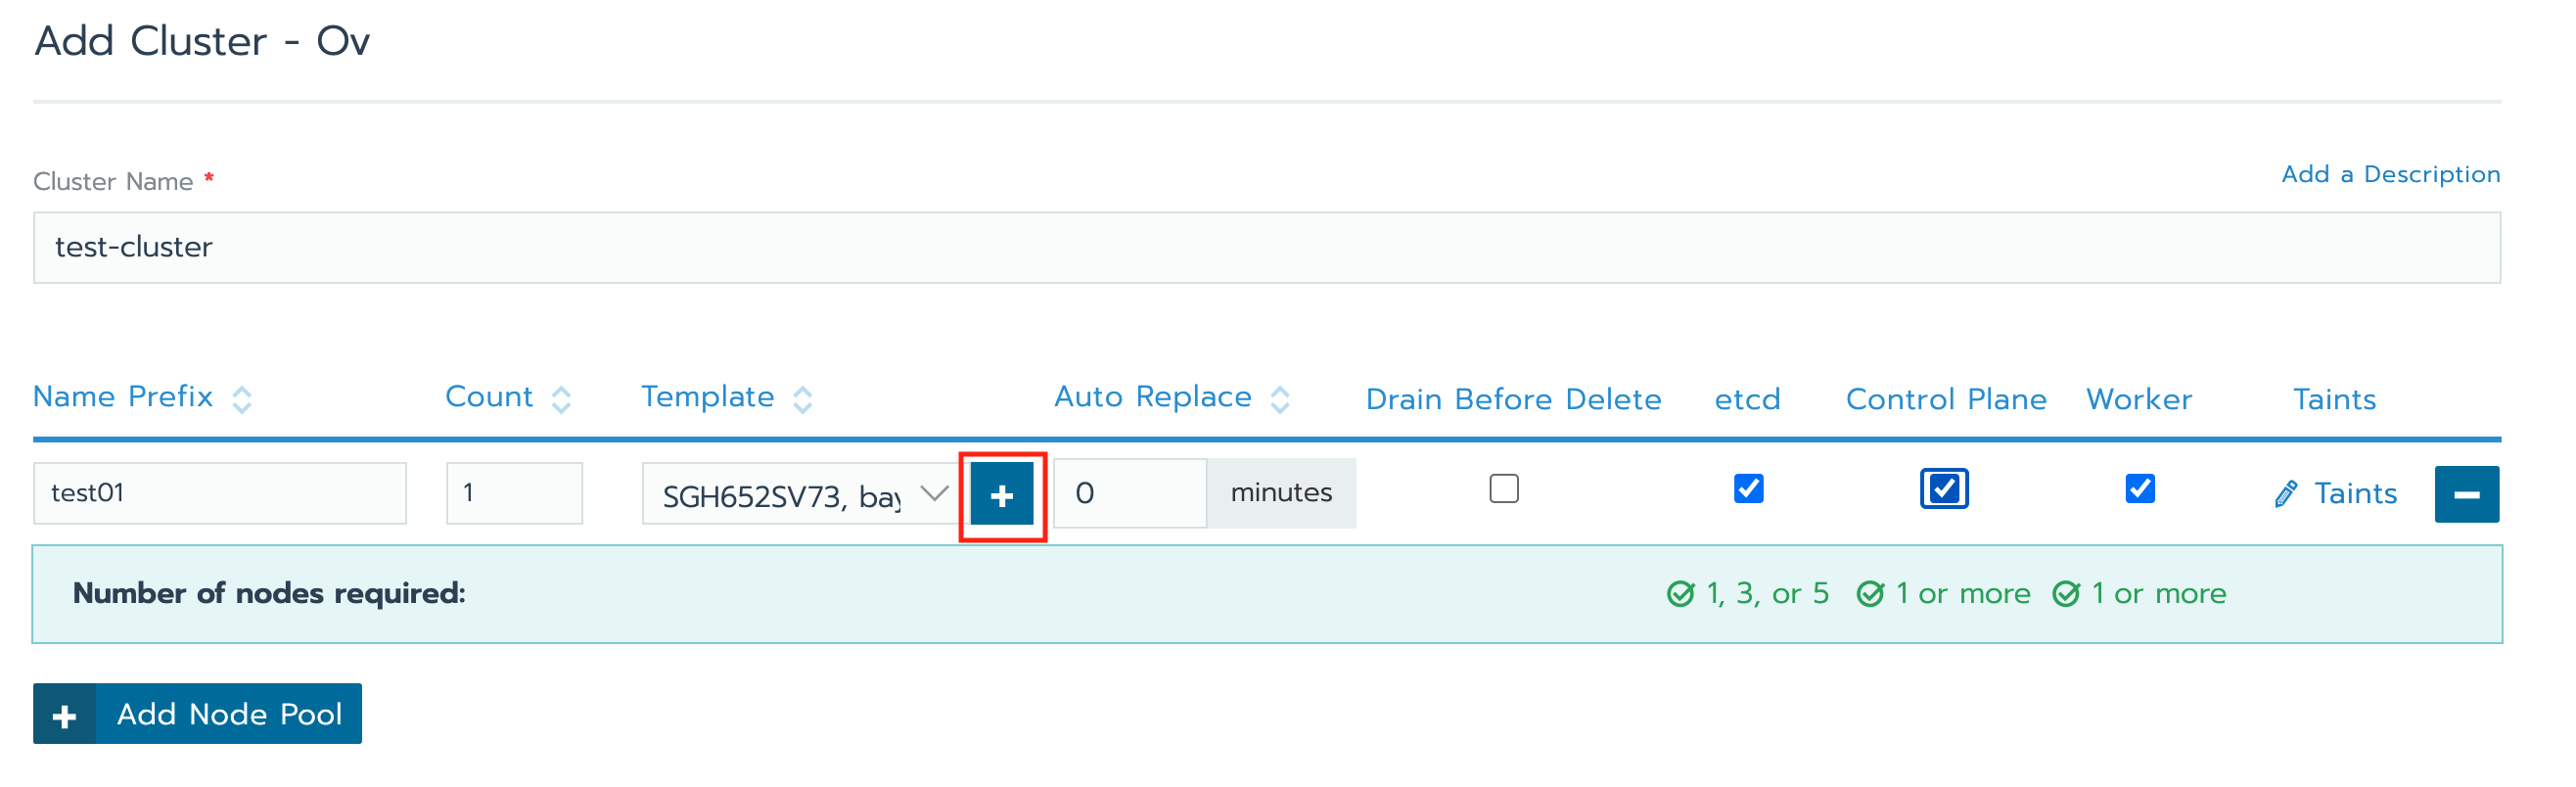 Add Cluster - Ov
Cluster Name *
Add a Description
test-cluster
Name Prefix Count Template Auto Replace Drain Before Delete etcd Control Plane Worker Taints
test01 1 SGH652SV73, bay + 0 minutes Taints
Number of nodes required: 1, 3, or 5 1 or more 1 or more
+ Add Node Pool